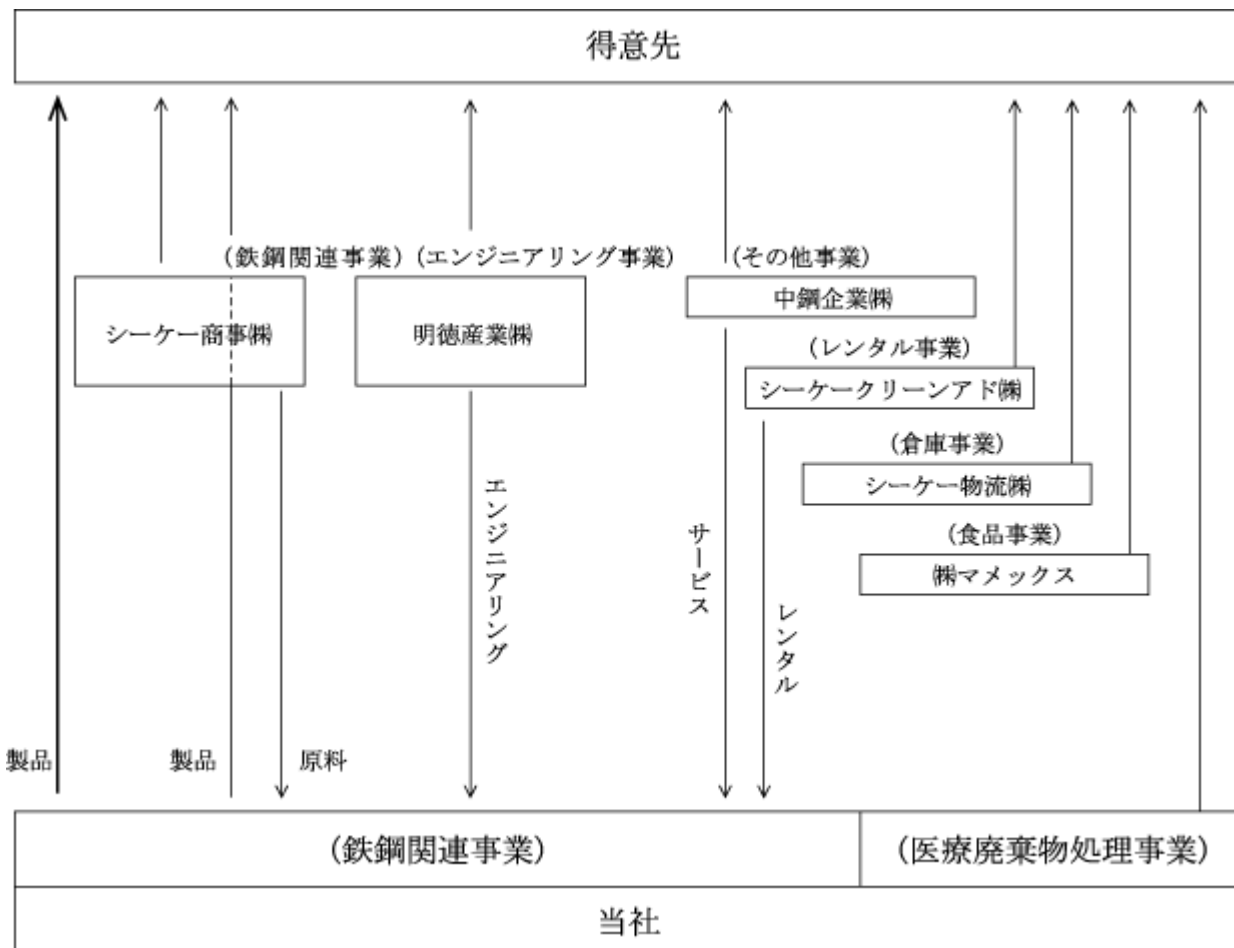 得意先
(鉄鋼関連事業)
(エンジニアリング事業)
(その他事業)
中鋼企業㈱
シーケー商事㈱
明徳産業㈱
(レンタル事業)
シーケークリーンアド㈱
(倉庫事業)
シーケー物流㈱
(食品事業)
㈱マメックス
エンジニアリング
サービス
レンタル
製品
製品
原料
(鉄鋼関連事業)
(医療廃棄物処理事業)
当社